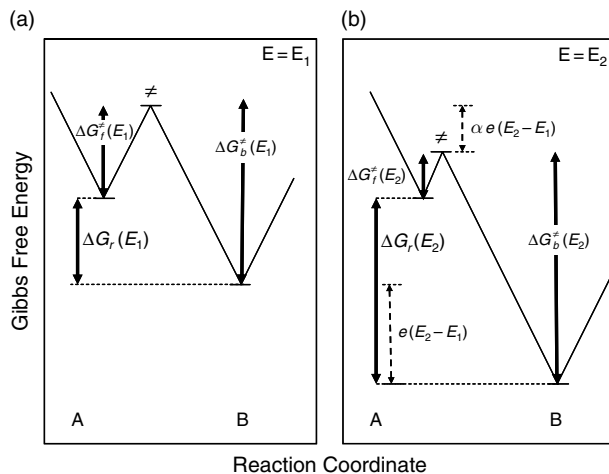 (a)
E = E₁
≠
ΔG≠f(E₁)
ΔG≠b(E₁)
ΔGr(E₁)
A
B
(b)
E = E₂
≠
α e(E₂−E₁)
ΔG≠f(E₂)
ΔGr(E₂)
ΔG≠b(E₂)
e(E₂−E₁)
A
B
Gibbs Free Energy
Reaction Coordinate